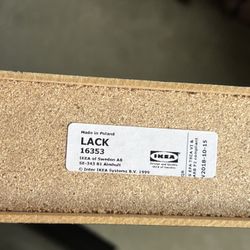 Made in Poland
LACK
16353
IKEA of Sweden AB
SE-343 81 Älmhult
© Inter IKEA Systems B.V. 1999
IKEA
V2018-10-15